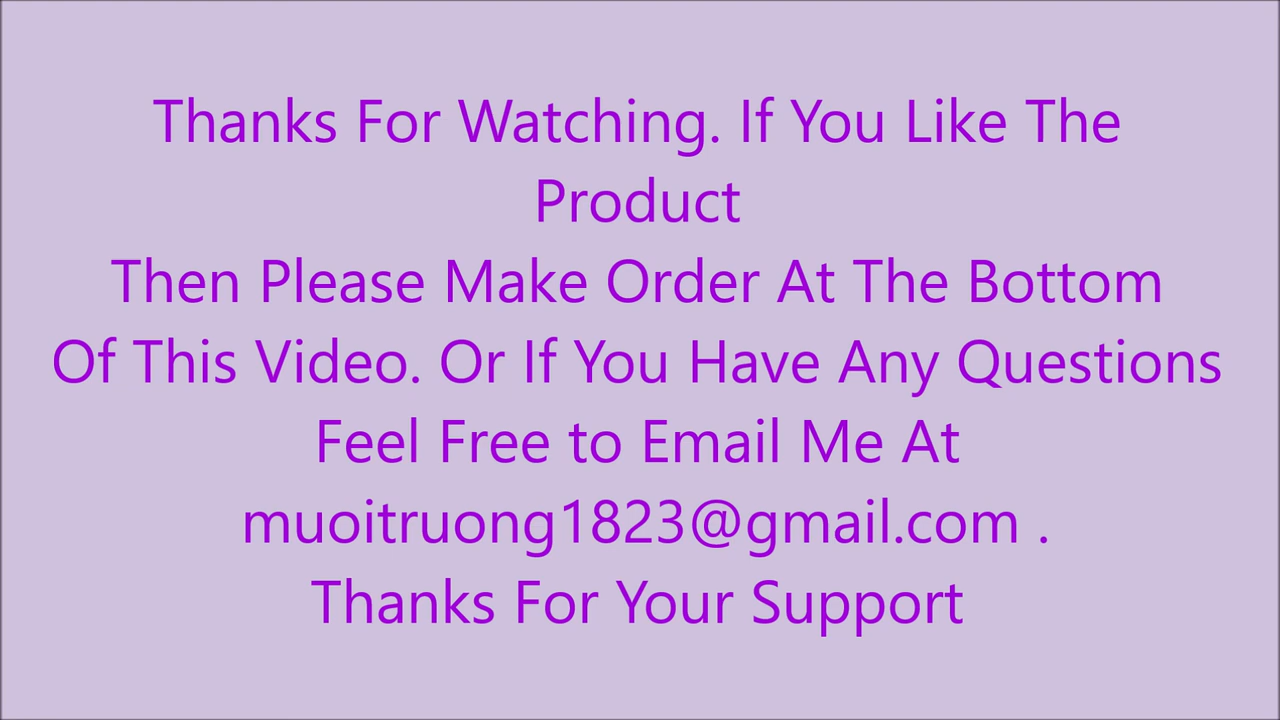 Thanks For Watching. If You Like The
Product
Then Please Make Order At The Bottom
Of This Video. Or If You Have Any Questions
Feel Free to Email Me At
muoitruong1823@gmail.com .
Thanks For Your Support